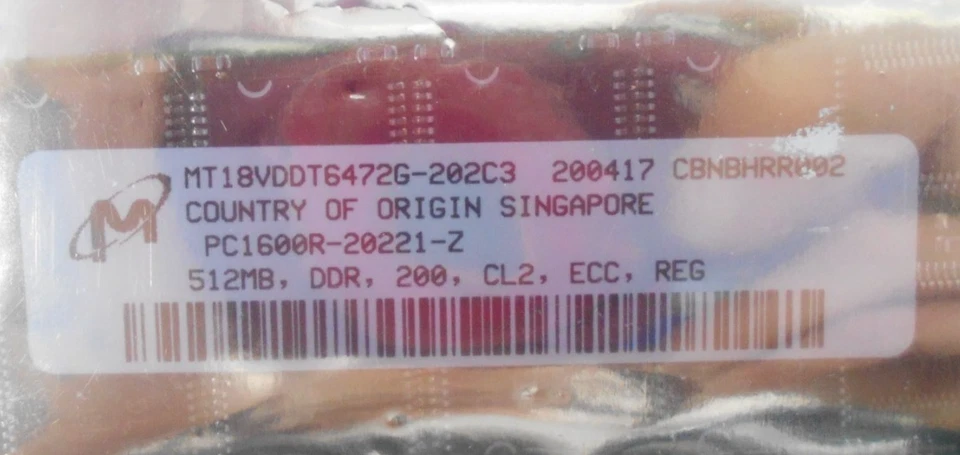 MT18VDDT6472G-202C3 200417 CBNBHRR002
COUNTRY OF ORIGIN SINGAPORE
PC1600R-20221-Z
512MB, DDR, 200, CL2, ECC, REG